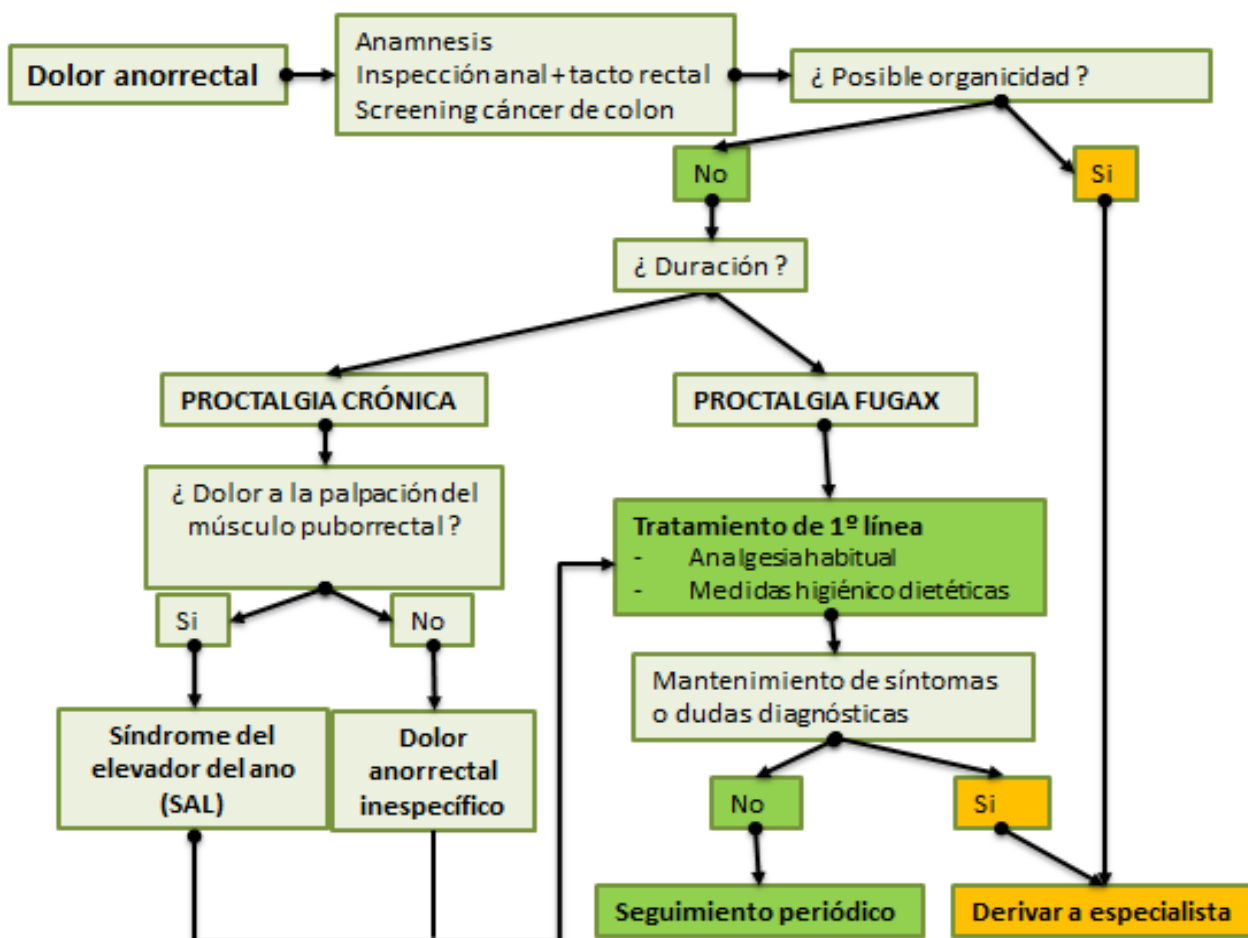 Dolor anorrectal
Anamnesis
Inspección anal + tacto rectal
Screening cáncer de colon
¿ Posible organicidad ?
No
Si
¿ Duración ?
PROCTALGIA CRÓNICA
PROCTALGIA FUGAX
¿ Dolor a la palpación del
músculo puborrectal ?
Si
No
Síndrome del
elevador del ano
(SAL)
Dolor
anorrectal
inespecífico
Tratamiento de 1º línea
- Analgesia habitual
- Medidas higiénico dietéticas
Mantenimiento de síntomas
o dudas diagnósticas
No
Si
Seguimiento periódico
Derivar a especialista